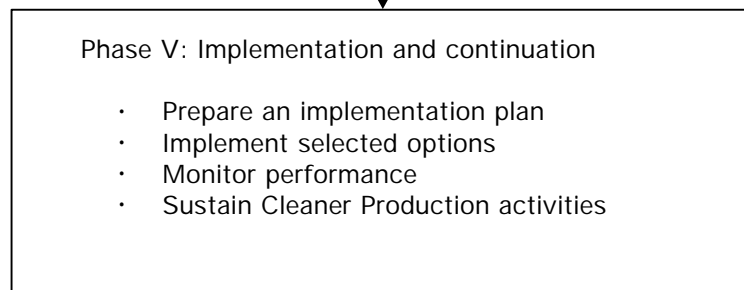 Phase V: Implementation and continuation
· Prepare an implementation plan
· Implement selected options
· Monitor performance
· Sustain Cleaner Production activities